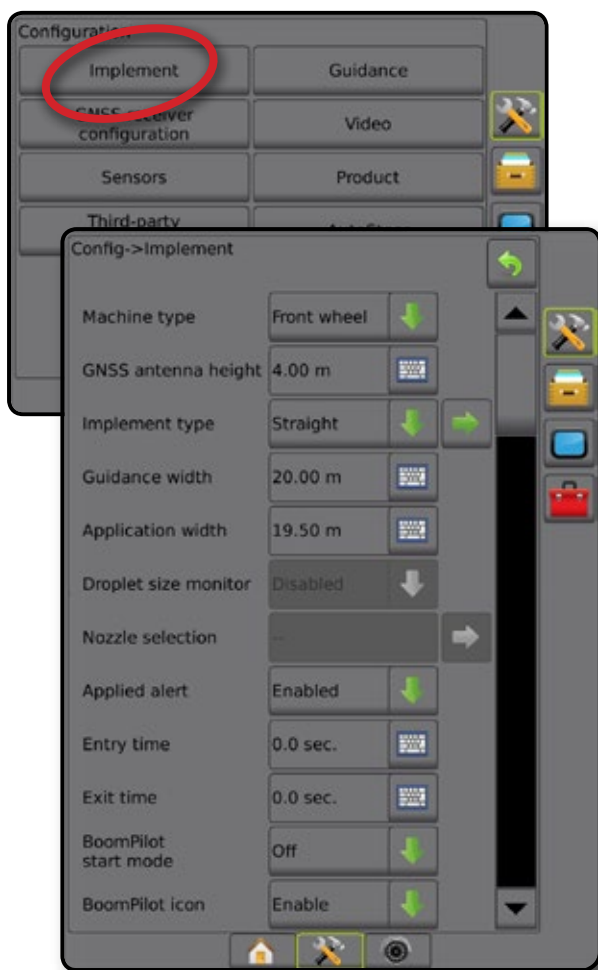 Configuration
Implement
Guidance
GNSS receiver
configuration
Video
Sensors
Product
Third-party
Config->Implement
Machine type
Front wheel
GNSS antenna height
4.00 m
Implement type
Straight
Guidance width
20.00 m
Application width
19.50 m
Droplet size monitor
Disabled
Nozzle selection
--
Applied alert
Enabled
Entry time
0.0 sec.
Exit time
0.0 sec.
BoomPilot
start mode
Off
BoomPilot icon
Enable